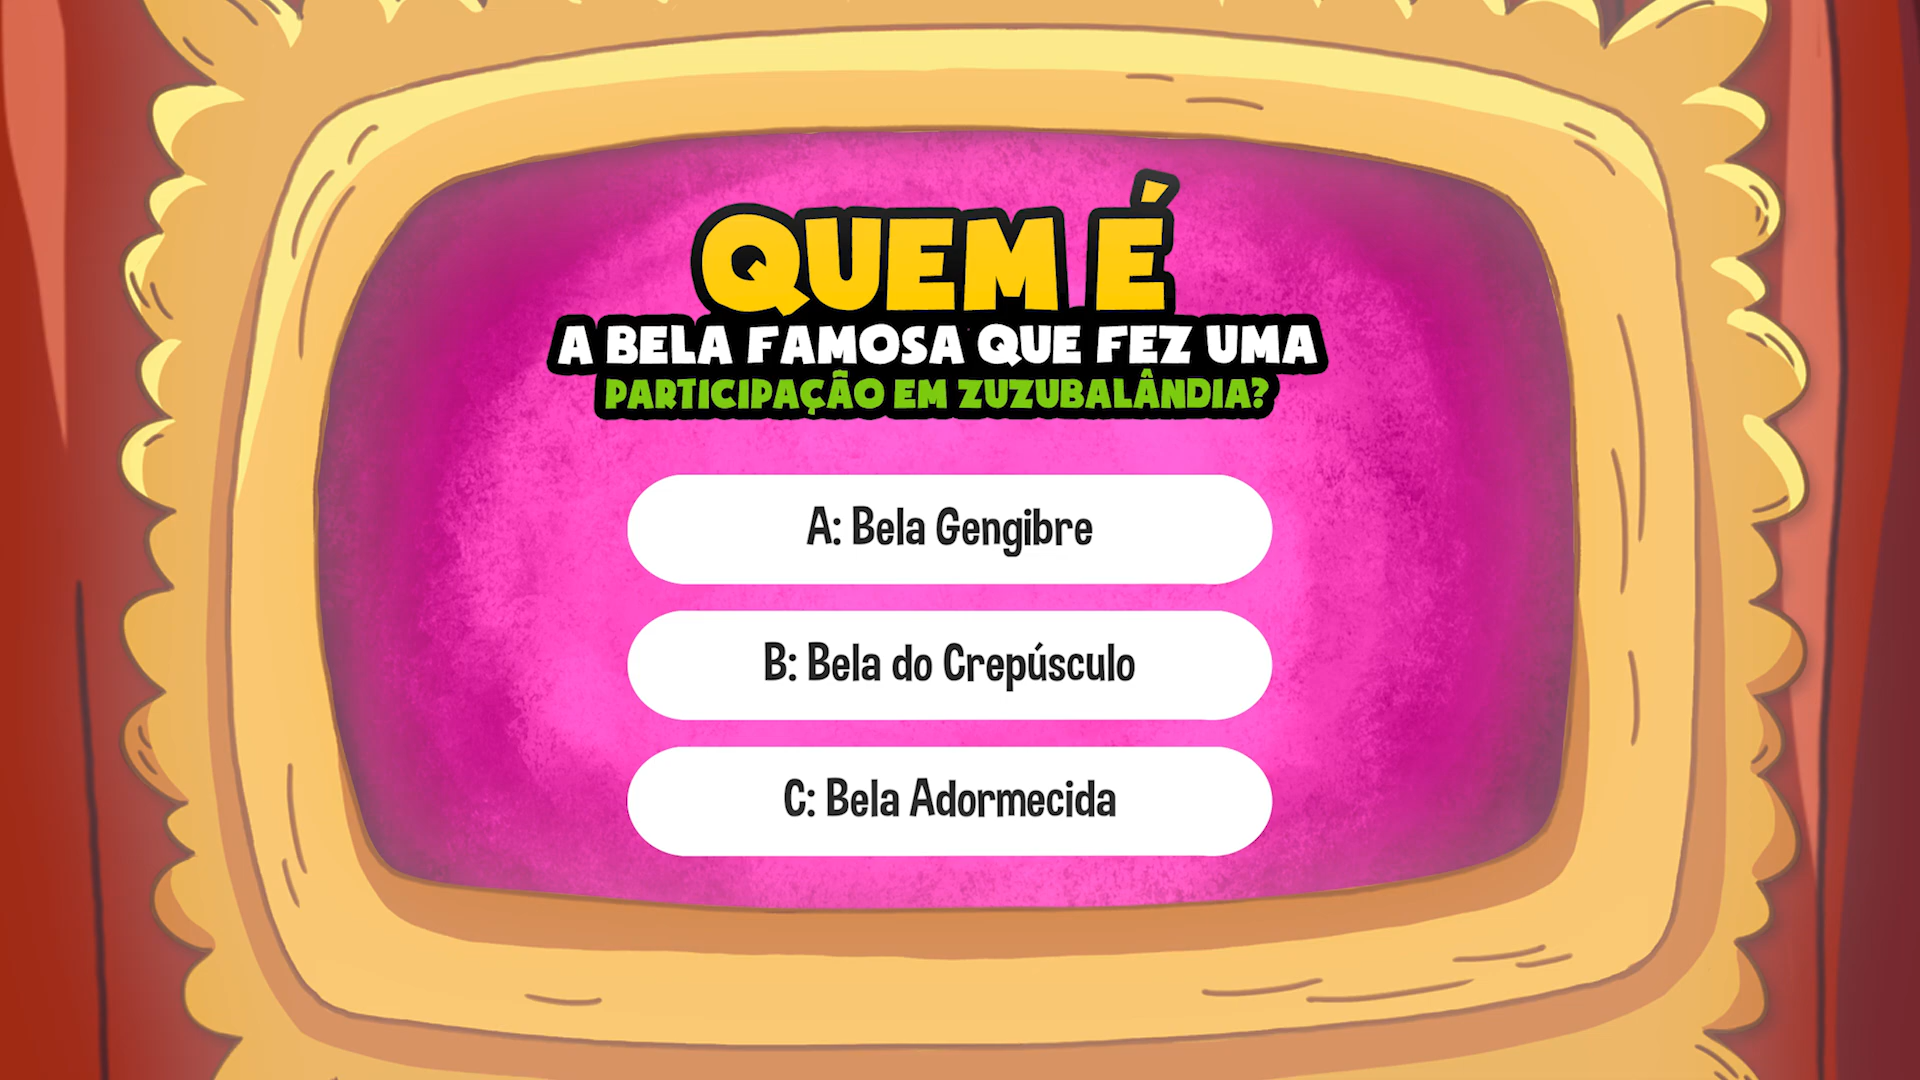 QUEM É
A BELA FAMOSA QUE FEZ UMA
PARTICIPAÇÃO EM ZUZUBALÂNDIA?
A: Bela Gengibre
B: Bela do Crepúsculo
C: Bela Adormecida